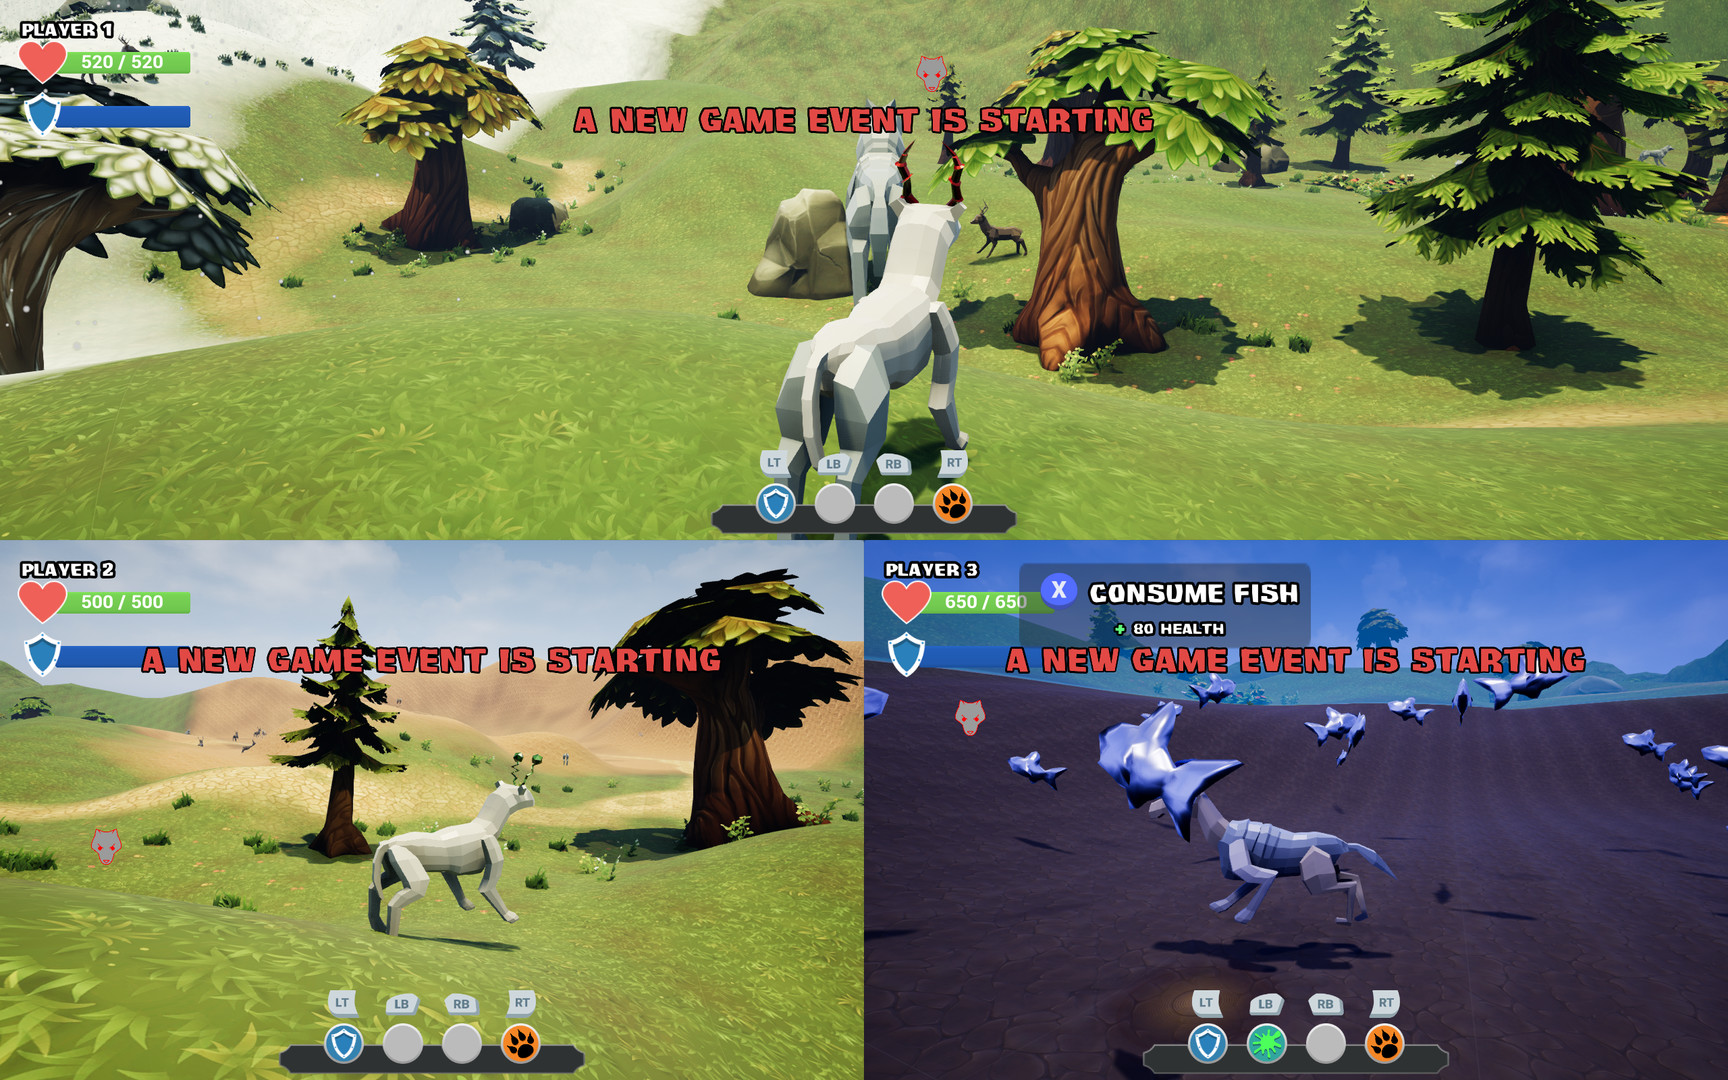 PLAYER 1
520 / 520
A NEW GAME EVENT IS STARTING
LT LB RB RT
PLAYER 2
500 / 500
A NEW GAME EVENT IS STARTING
LT LB RB RT
PLAYER 3
650 / 650
X CONSUME FISH
+ 80 HEALTH
A NEW GAME EVENT IS STARTING
LT LB RB RT